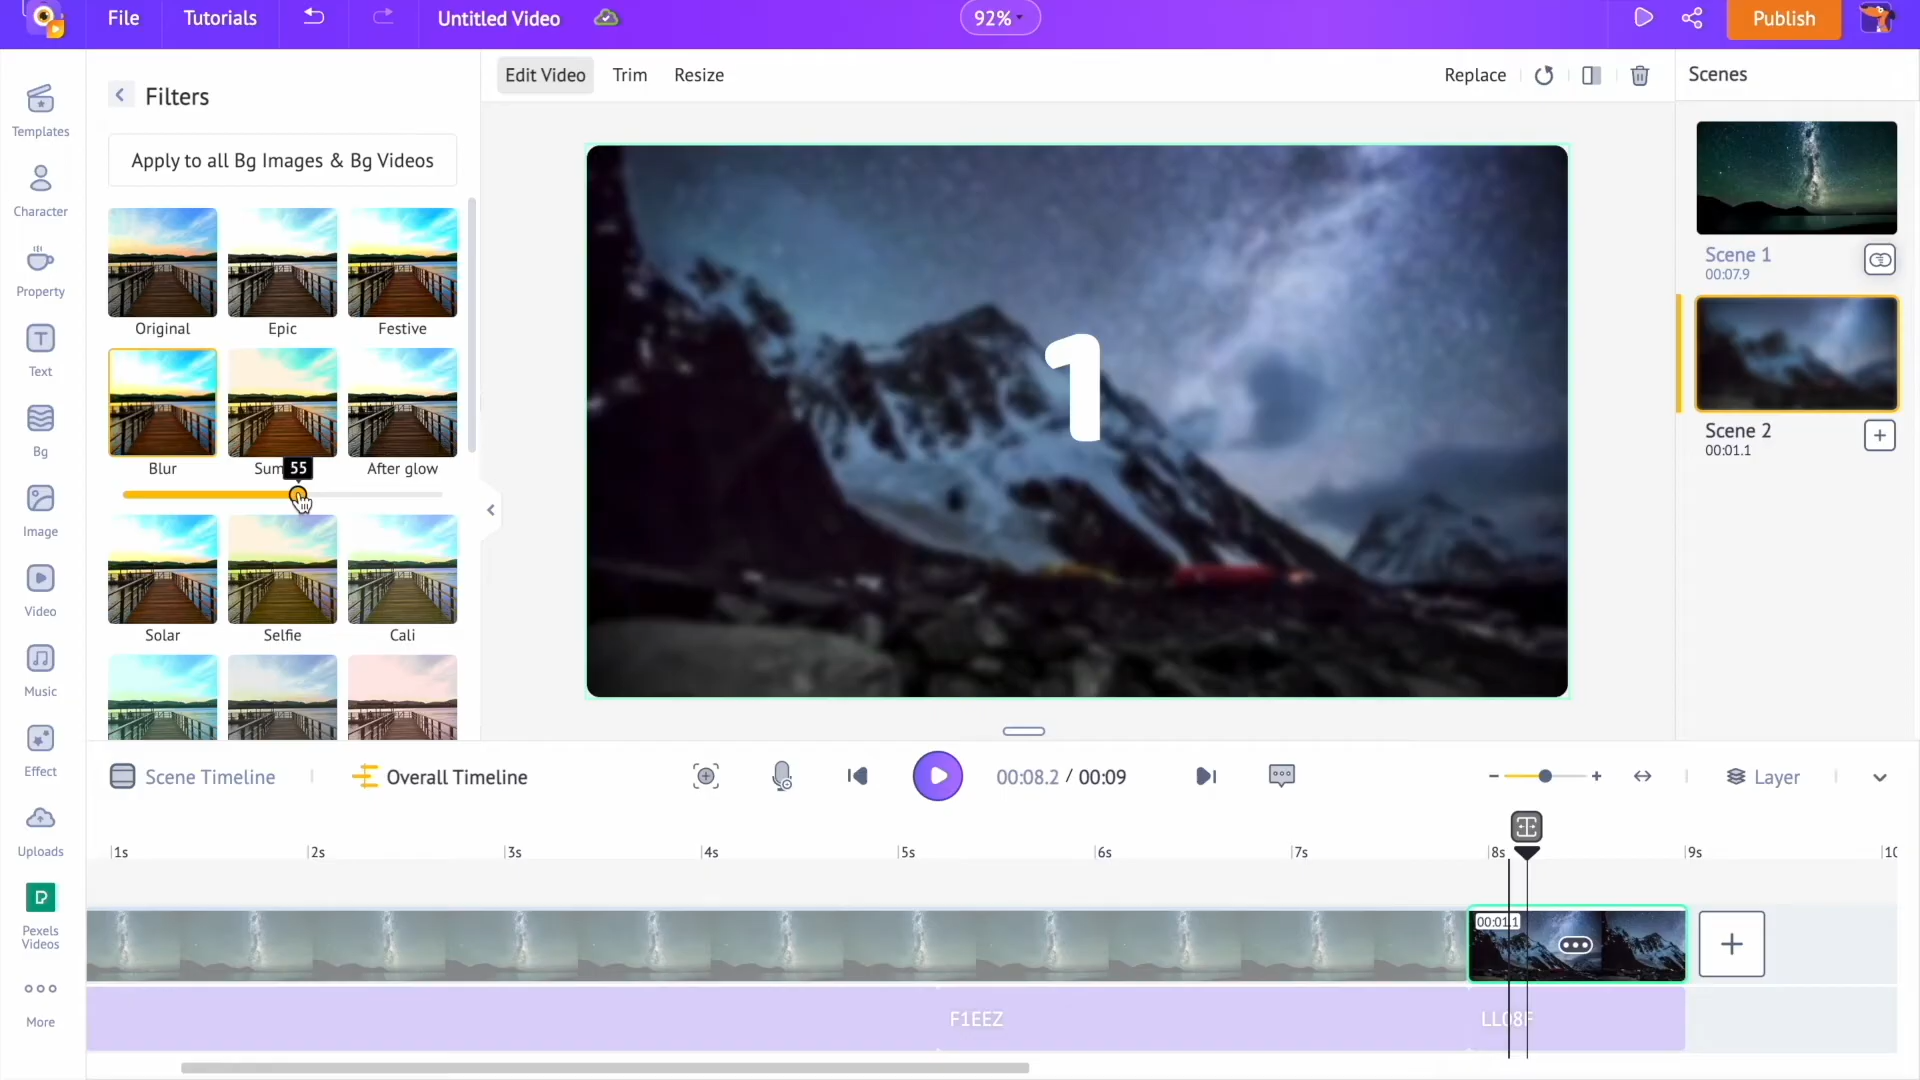 File
Tutorials
Untitled Video
92%
Publish
Templates
Character
Property
Text
Bg
Image
Video
Music
Effect
Uploads
Pexels
Videos
More
Filters
Apply to all Bg Images & Bg Videos
Original
Epic
Festive
Blur
Sum
55
After glow
Solar
Selfie
Cali
Edit Video
Trim
Resize
Replace
1
Scenes
Scene 1
00:07.9
Scene 2
00:01.1
Scene Timeline
Overall Timeline
00:08.2 / 00:09
Layer
1s
2s
3s
4s
5s
6s
7s
8s
9s
10
00:01.1
F1EEZ
LL08F